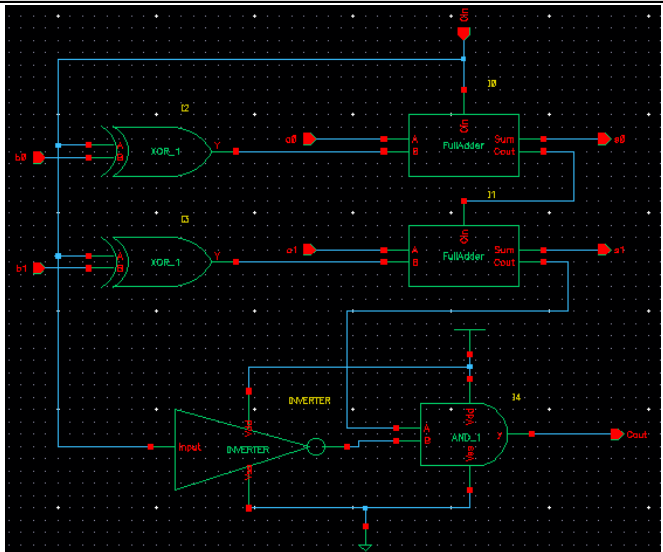 Cin
I0
I2
a0
A
B
XOR_1
Y
b0
Cin
A
B
FullAdder
Sum
Cout
s0
I1
I3
a1
A
B
XOR_1
Y
b1
Cin
A
B
FullAdder
Sum
Cout
s1
INVERTER
I4
Input
Vdd
INVERTER
Vss
A
B
Vdd
AND_1
Vss
Y
Cout